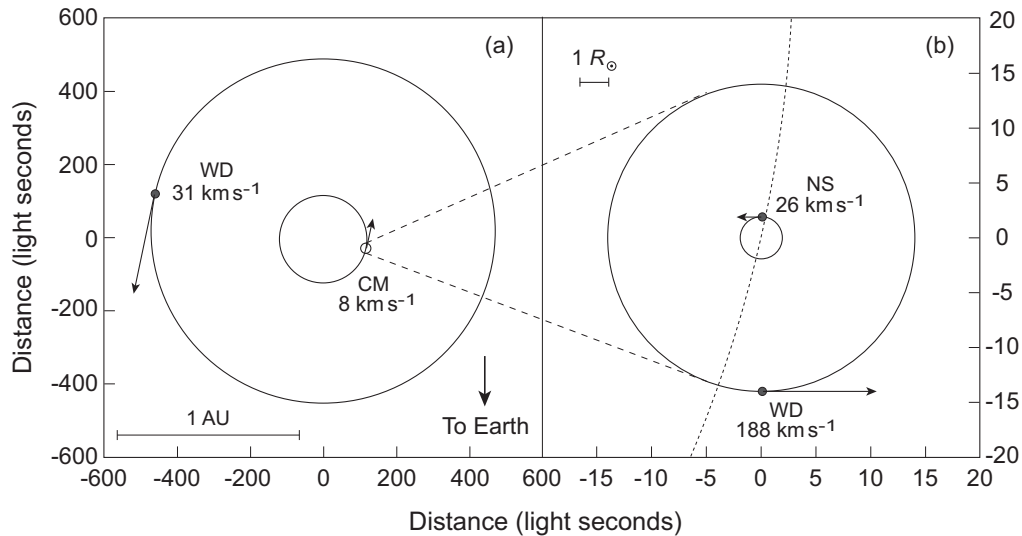 600
400
200
0
-200
-400
-600
Distance (light seconds)
(a)
WD
31 km s⁻¹
CM
8 km s⁻¹
1 AU
To Earth
-600 -400 -200 0 200 400 600
(b)
1 R☉
NS
26 km s⁻¹
WD
188 km s⁻¹
-15 -10 -5 0 5 10 14 20
20
15
10
5
0
-5
-10
-15
-20
Distance (light seconds)